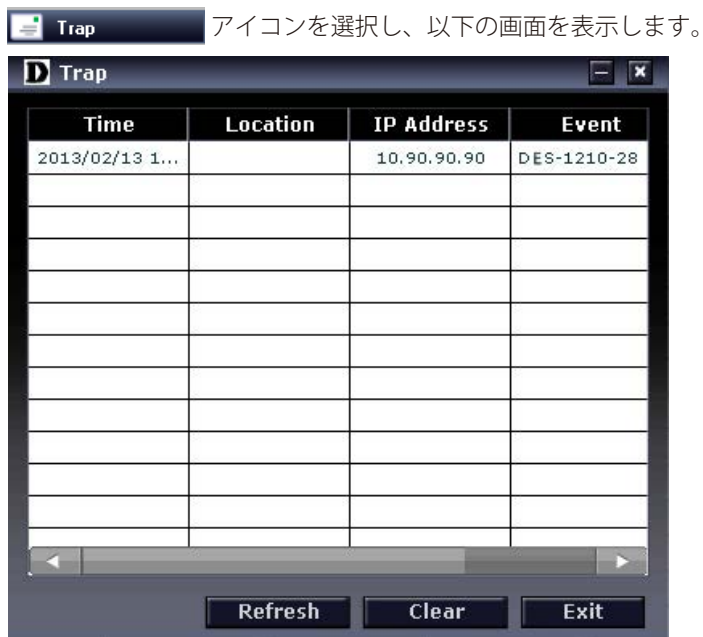 Trap アイコンを選択し、以下の画面を表示します。
D Trap
Time Location IP Address Event
2013/02/13 1... 10.90.90.90 DES-1210-28
Refresh Clear Exit